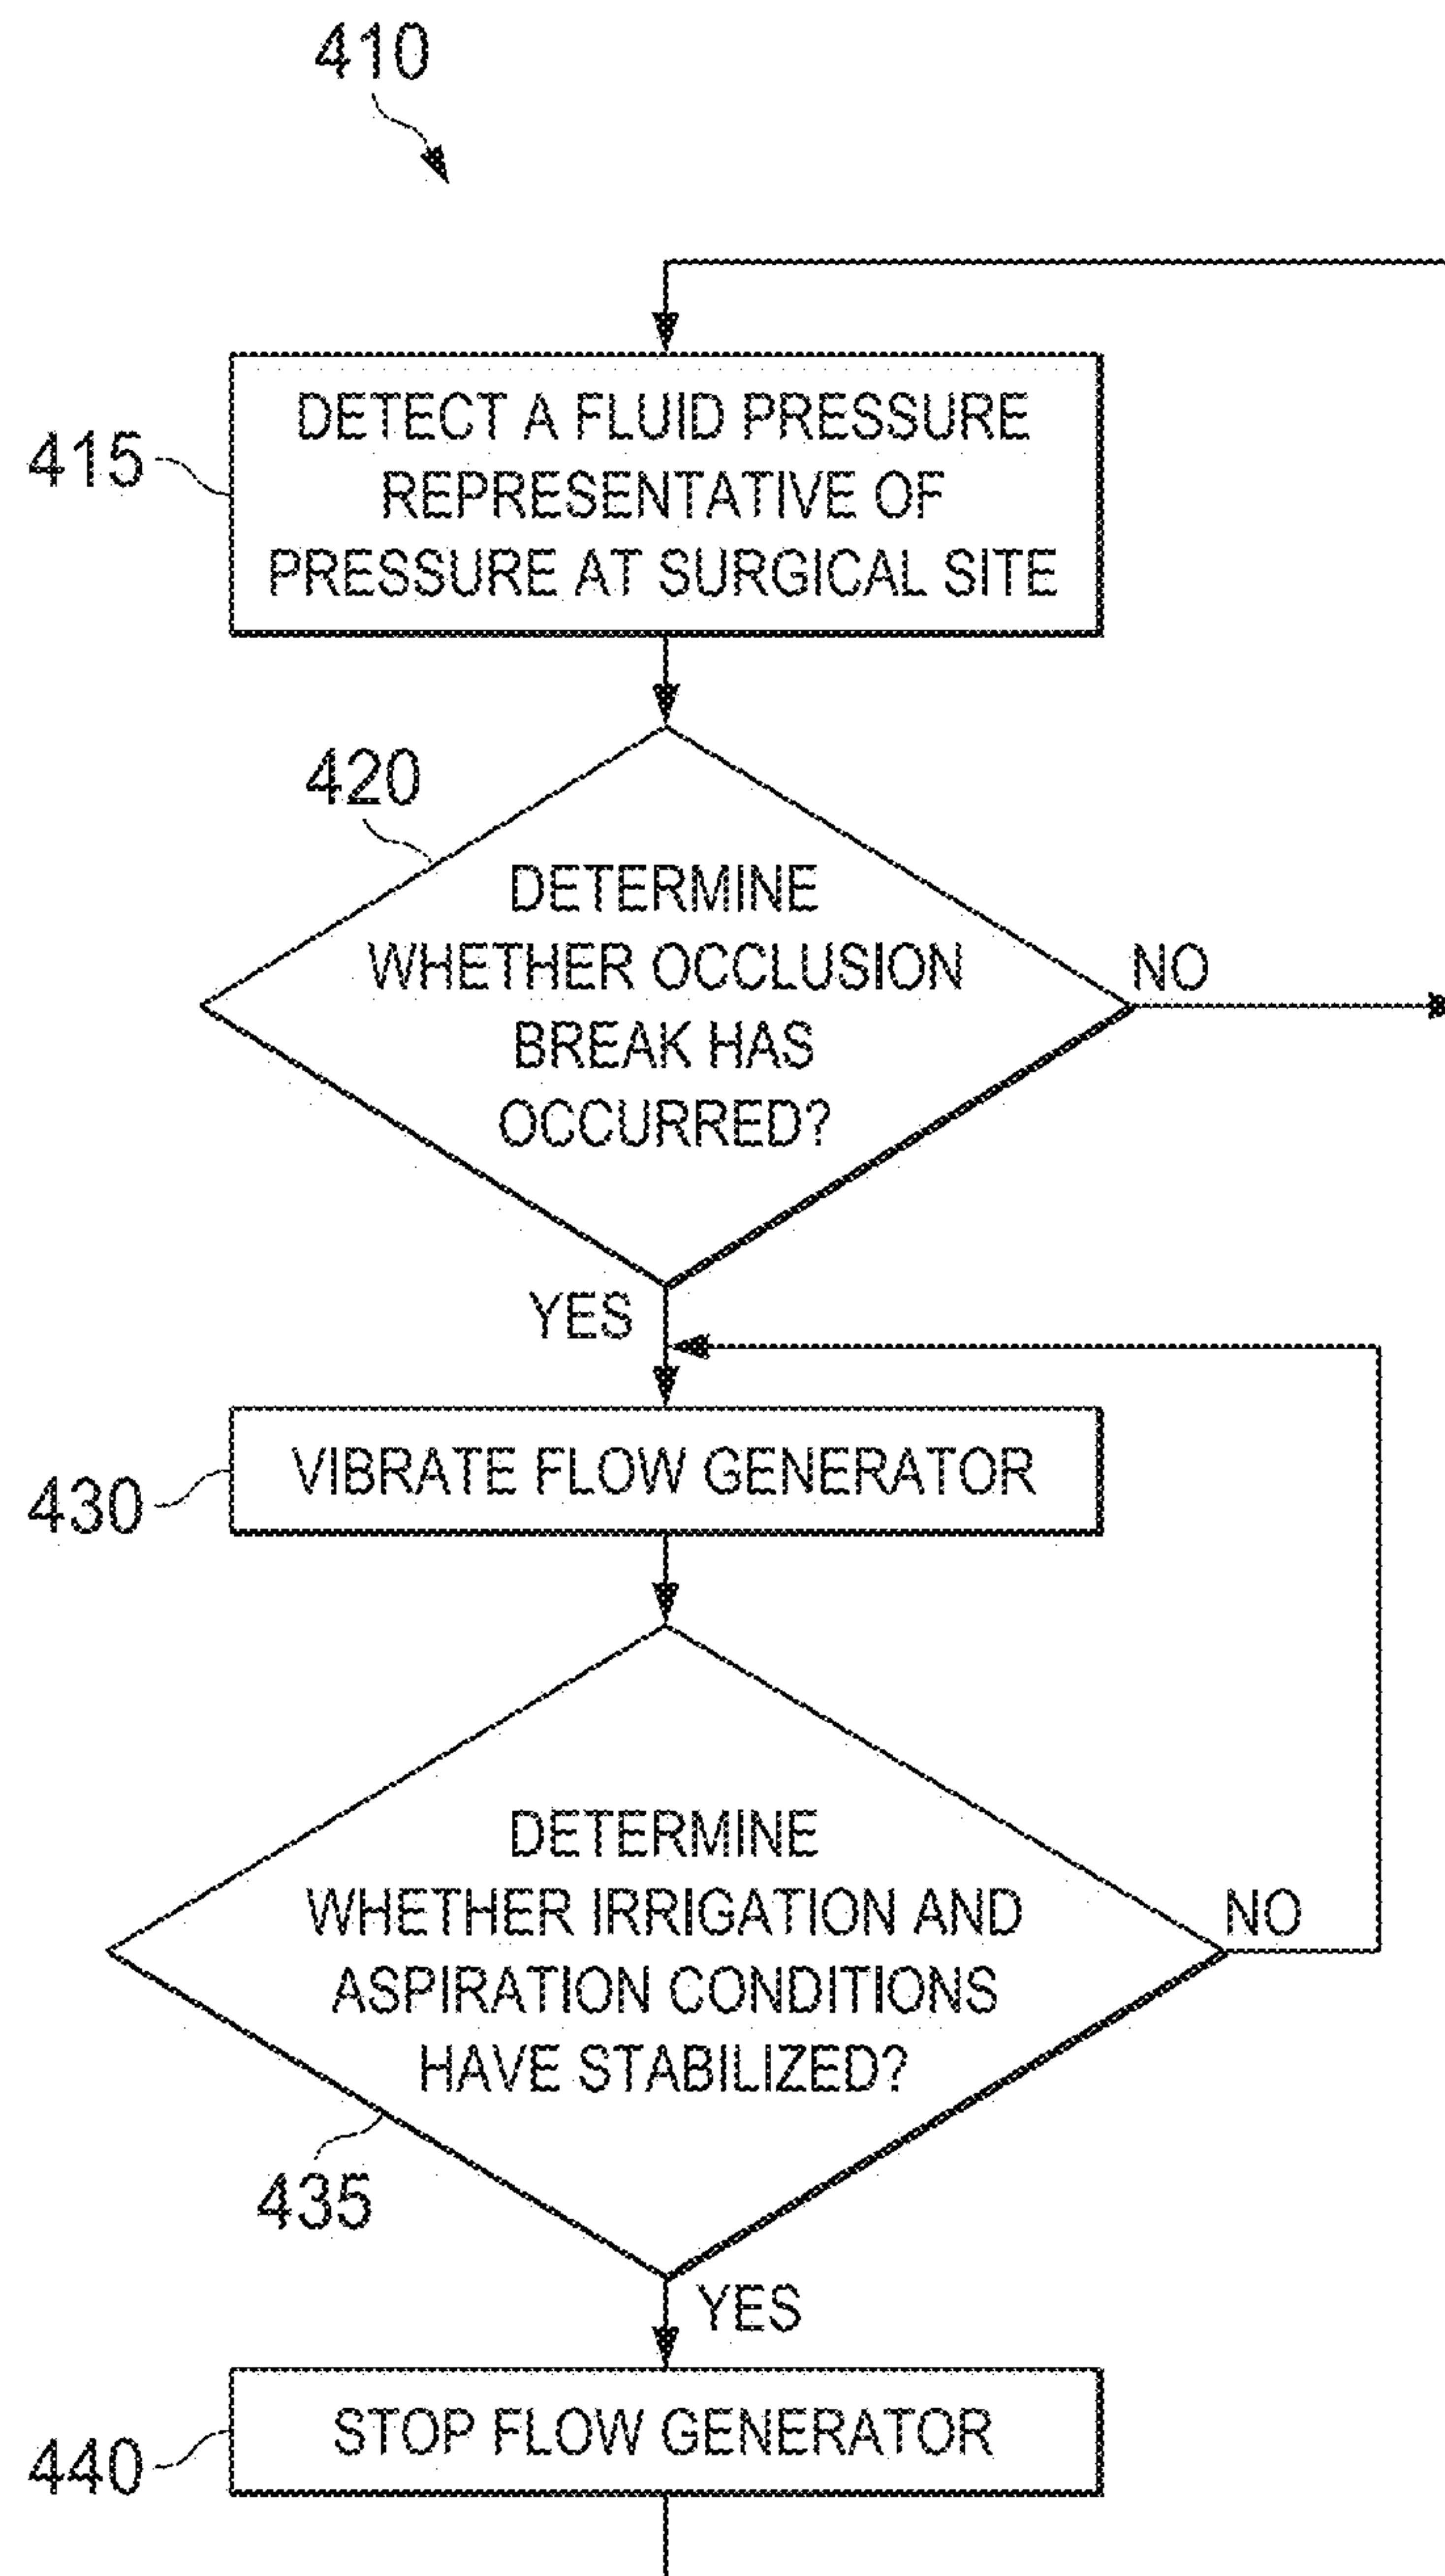 410
415
DETECT A FLUID PRESSURE
REPRESENTATIVE OF
PRESSURE AT SURGICAL SITE
420
DETERMINE
WHETHER OCCLUSION
BREAK HAS
OCCURRED?
NO
YES
430
VIBRATE FLOW GENERATOR
DETERMINE
WHETHER IRRIGATION AND
ASPIRATION CONDITIONS
HAVE STABILIZED?
NO
435
YES
440
STOP FLOW GENERATOR